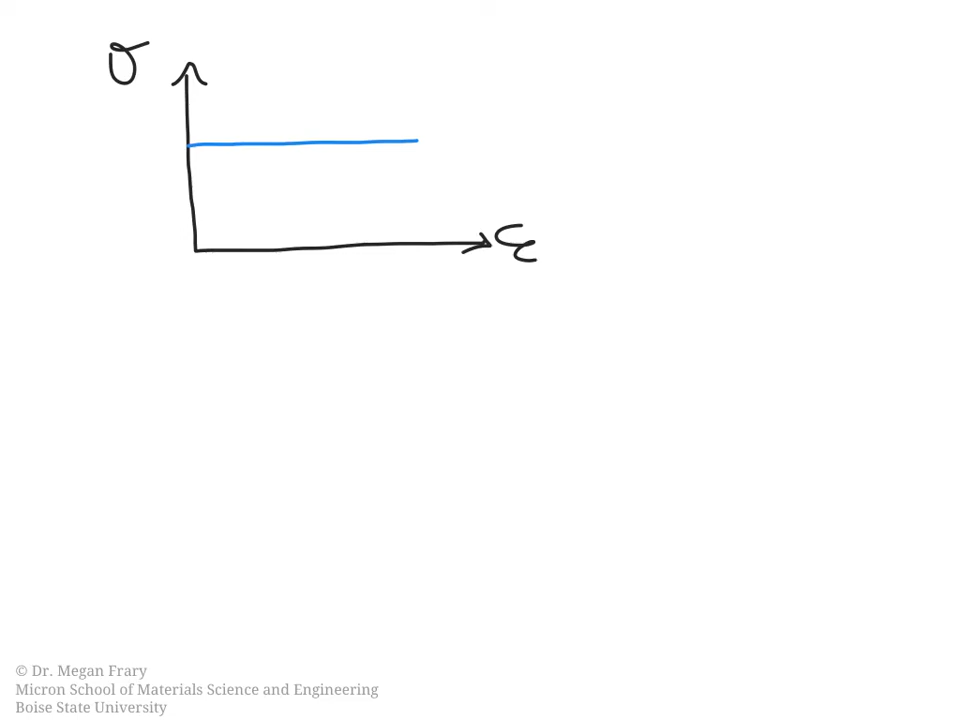 σ
ε
© Dr. Megan Frary
Micron School of Materials Science and Engineering
Boise State University